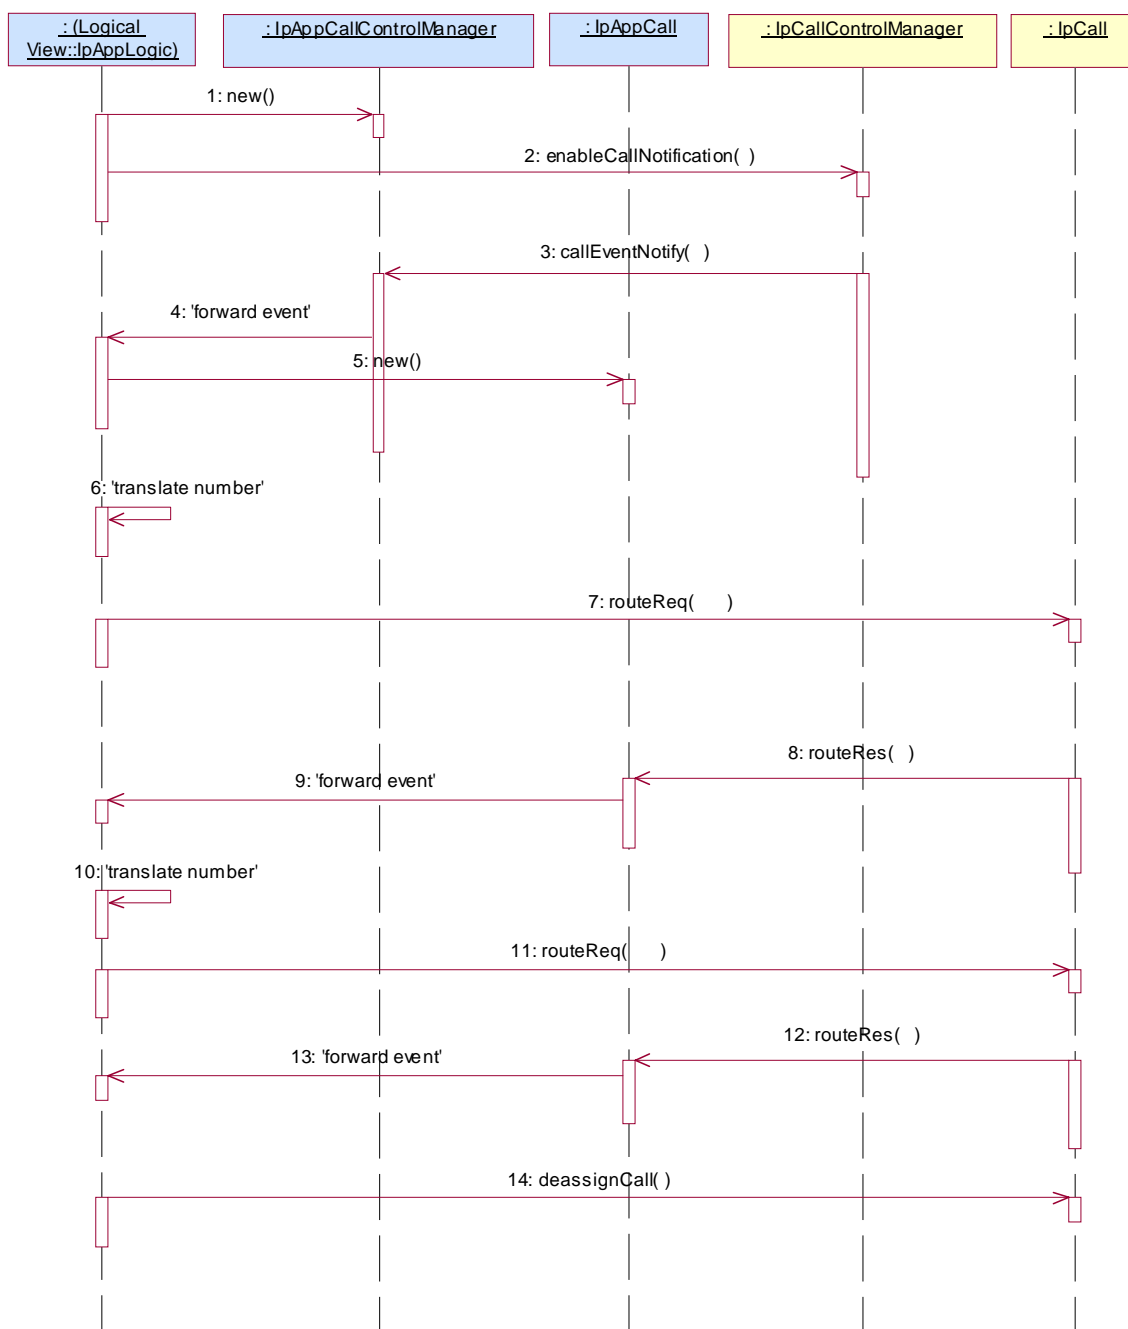 : (Logical
View::IpAppLogic)
: IpAppCallControlManager
: IpAppCall
: IpCallControlManager
: IpCall
1: new()
2: enableCallNotification( )
3: callEventNotify( )
4: 'forward event'
5: new()
6: 'translate number'
7: routeReq( )
8: routeRes( )
9: 'forward event'
10: 'translate number'
11: routeReq( )
12: routeRes( )
13: 'forward event'
14: deassignCall( )